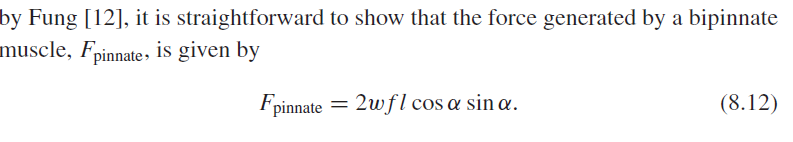 by Fung [12], it is straightforward to show that the force generated by a bipinnate
muscle, Fpinnate, is given by
Fpinnate = 2wfl cos α sin α. (8.12)